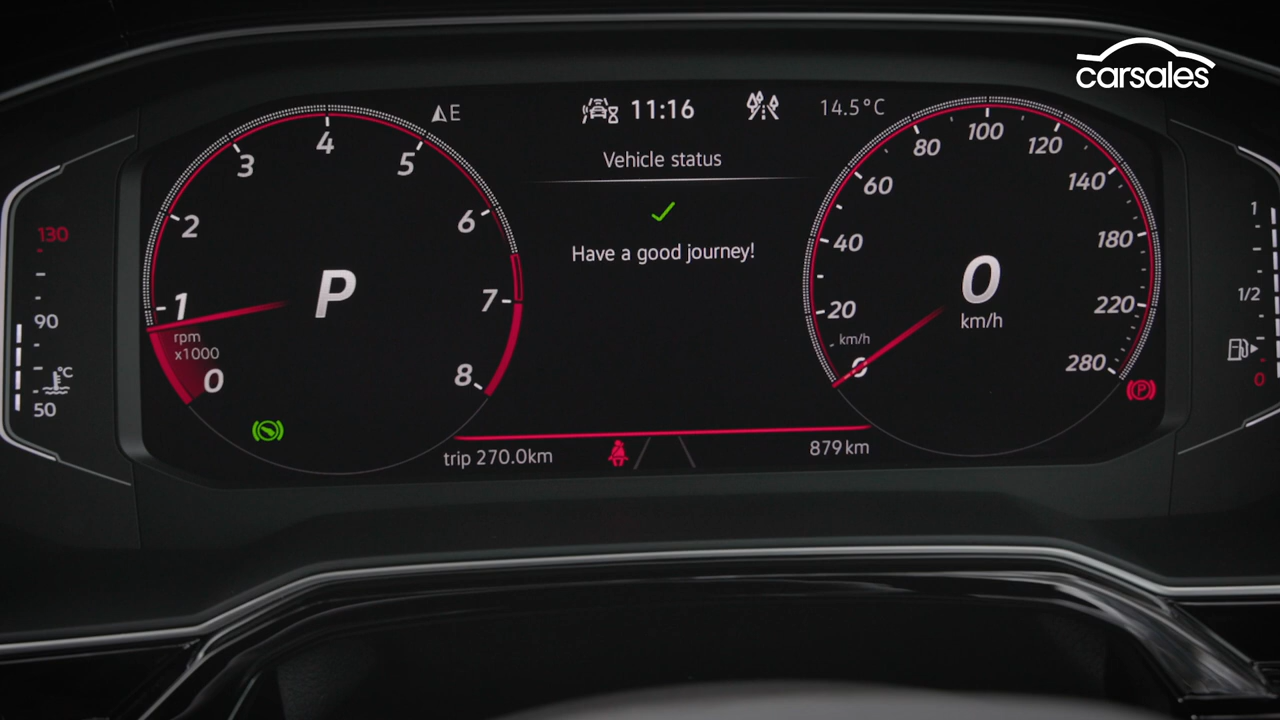 carsales
E
11:16
14.5°C
Vehicle status
Have a good journey!
0
1
2
3
4
5
6
7
8
rpm
x1000
P
130
90
°C
50
0
20
40
60
80
100
120
140
180
220
280
km/h
0
km/h
1
1/2
0
P
trip 270.0km
879km